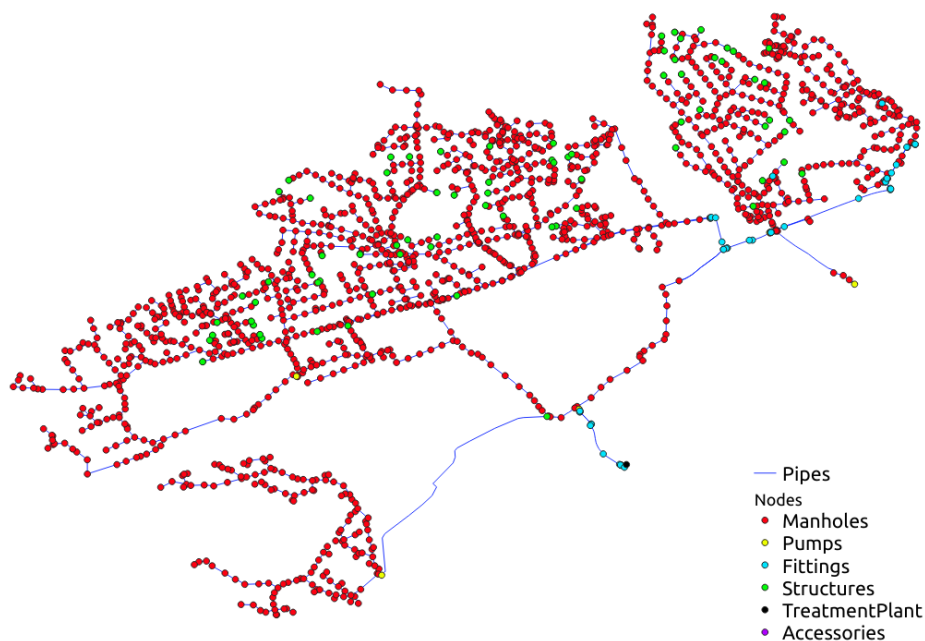 Pipes
Nodes
Manholes
Pumps
Fittings
Structures
TreatmentPlant
Accessories